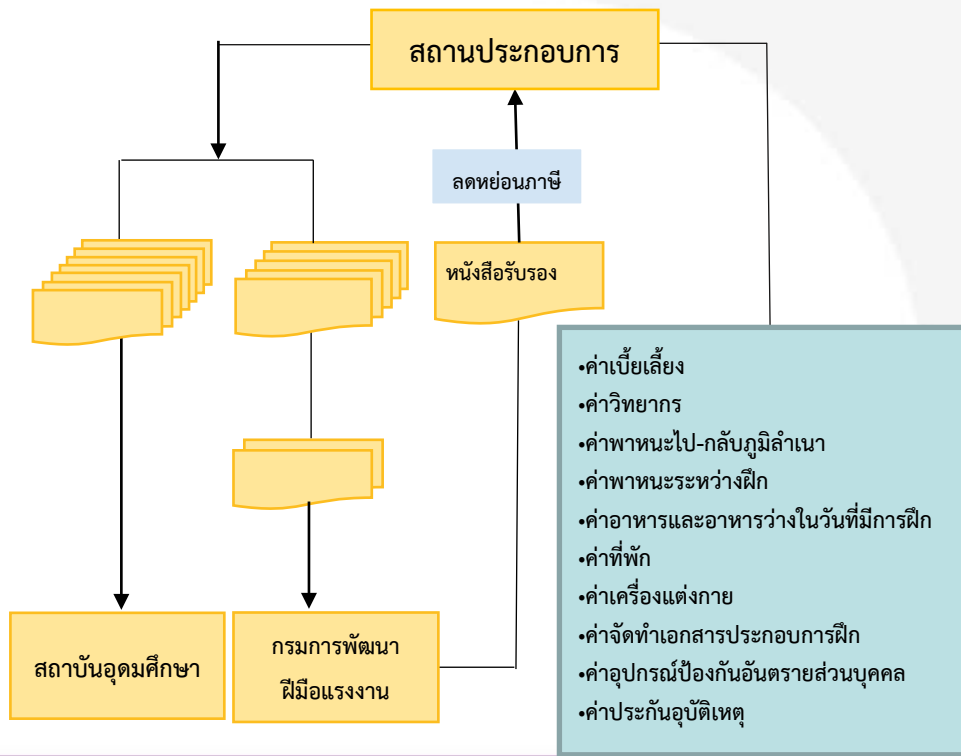 สถานประกอบการ
ลดหย่อนภาษี
หนังสือรับรอง
•ค่าเบี้ยเลี้ยง
•ค่าวิทยากร
•ค่าพาหนะไป-กลับภูมิลำเนา
•ค่าพาหนะระหว่างฝึก
•ค่าอาหารและอาหารว่างในวันที่มีการฝึก
•ค่าที่พัก
•ค่าเครื่องแต่งกาย
•ค่าจัดทำเอกสารประกอบการฝึก
•ค่าอุปกรณ์ป้องกันอันตรายส่วนบุคคล
•ค่าประกันอุบัติเหตุ
สถาบันอุดมศึกษา
กรมการพัฒนา
ฝีมือแรงงาน